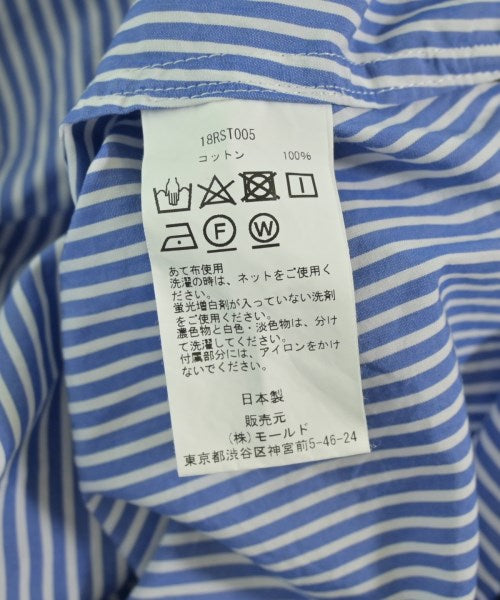 18RST005
コットン 100%
F W
あて布使用
洗濯の時は、ネットをご使用く
ださい。
蛍光増白剤が入っていない洗剤
をご使用ください。
濃色物と白色・淡色物は、分け
て洗濯してください。
付属部分には、アイロンをかけ
ないでください。
日本製
販売元
(株)モールド
東京都渋谷区神宮前5-46-24